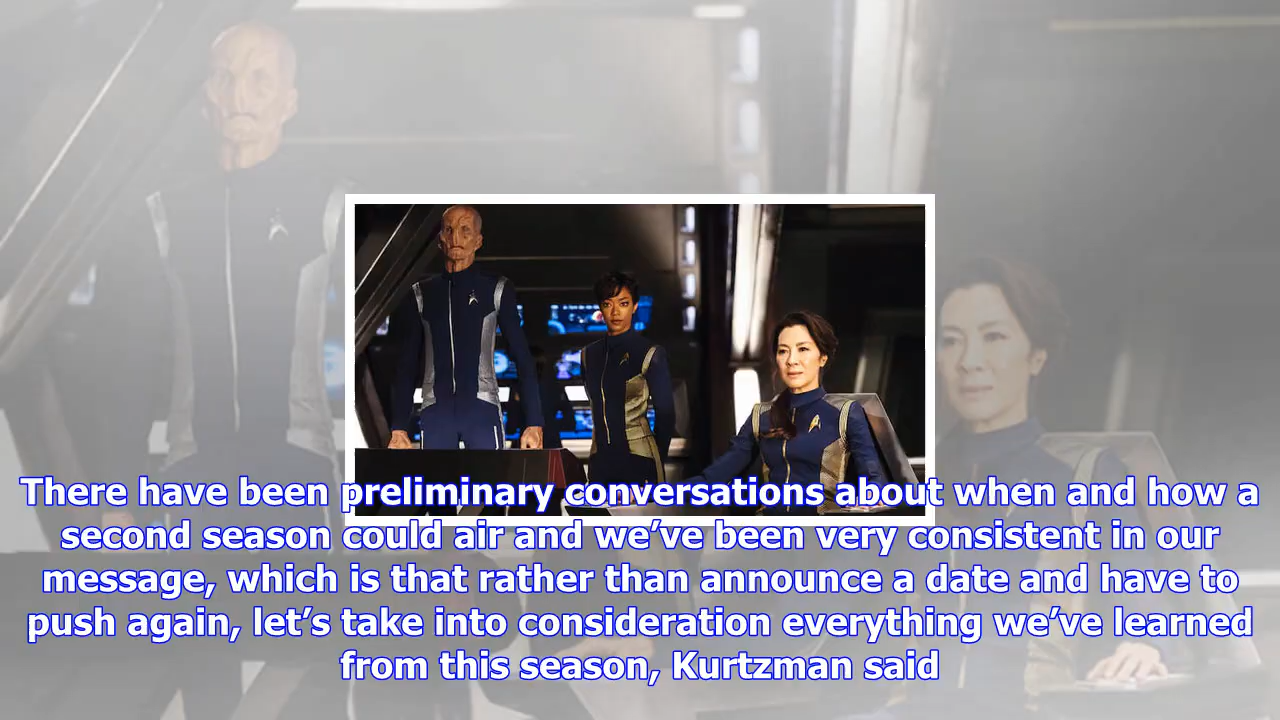 There have been preliminary conversations about when and how a
second season could air and we’ve been very consistent in our
message, which is that rather than announce a date and have to
push again, let’s take into consideration everything we’ve learned
from this season, Kurtzman said